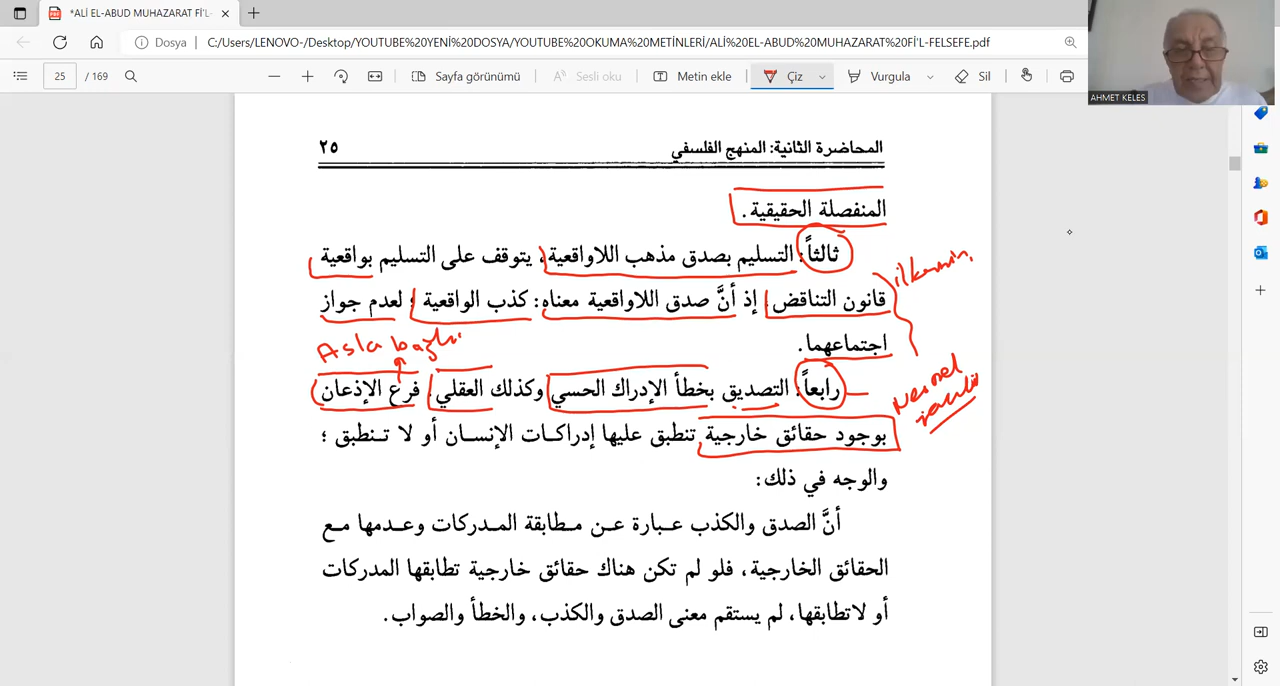 *ALİ EL-ABUD MUHAZARAT Fİ'L-
Dosya
C:/Users/LENOVO-/Desktop/YOUTUBE%20YENİ%20DOSYA/YOUTUBE%20OKUMA%20METİNLERİ/ALİ%20EL-ABUD%20MUHAZARAT%20Fİ'L-FELSEFE.pdf
25 / 169
Sayfa görünümü
Sesli oku
Metin ekle
Çiz
Vurgula
Sil
AHMET KELES
المحاضرة الثانية: المنهج الفلسفي ٢٥
المنفصلة الحقيقية.
ثالثاً: التسليم بصدق مذهب اللاواقعية، يتوقف على التسليم بواقعية
قانون التناقض إذ أنَّ صدق اللاواقعية معناه: كذب الواقعية ؛ لعدم جواز
اجتماعهما.
Asla bağlı
رابعاً: التصديق بخطأ الإدراك الحسي وكذلك العقلي فرع الإذعان
بوجود حقائق خارجية تنطبق عليها إدراكات الإنسان أو لا تنطبق ؛
والوجه في ذلك:
أنَّ الصدق والكذب عبارة عن مطابقة المدركات وعدمها مع
الحقائق الخارجية، فلو لم تكن هناك حقائق خارجية تطابقها المدركات
أو لاتطابقها، لم يستقم معنى الصدق والكذب، والخطأ والصواب.